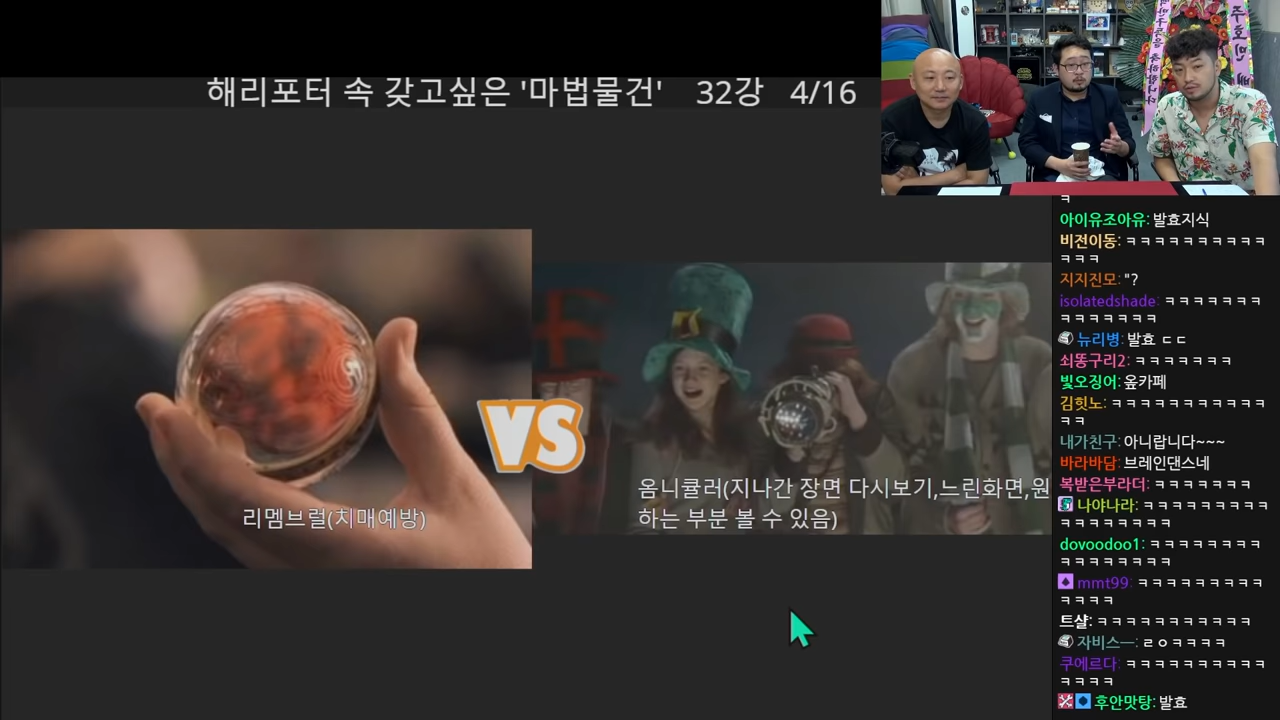 해리포터 속 갖고싶은 '마법물건' 32강 4/16
VS
리멤브럴(치매예방)
옴니큘러(지나간 장면 다시보기,느린화면,원
하는 부분 볼 수 있음)
ㅋ
아이유조아유: 발효지식
비전이동: ㅋㅋㅋㅋㅋㅋㅋㅋㅋㅋ
ㅋㅋㅋ
지지진모: "?
isolatedshade: ㅋㅋㅋㅋㅋㅋㅋ
ㅋㅋㅋㅋㅋㅋㅋ
뉴리병: 발효 ㄷㄷ
쇠똥구리2: ㅋㅋㅋㅋㅋㅋㅋ
빛오징어: 옾카페
김힛노: ㅋㅋㅋㅋㅋㅋㅋㅋㅋㅋㅋ
ㅋㅋ
내가친구: 아니랍니다~~~
바라바담: 브레인댄스네
복받은부라더: ㅋㅋㅋㅋㅋㅋㅋ
나야나라: ㅋㅋㅋㅋㅋㅋㅋㅋㅋ
ㅋㅋㅋㅋㅋㅋㅋㅋ
dovoodoo1: ㅋㅋㅋㅋㅋㅋㅋㅋ
ㅋㅋㅋㅋㅋㅋㅋㅋ
mmt99: ㅋㅋㅋㅋㅋㅋㅋㅋㅋ
ㅋㅋㅋㅋ
트샬: ㅋㅋㅋㅋㅋㅋㅋㅋㅋㅋㅋ
자비스ㅡ: ㄹㅇㅋㅋㅋㅋ
쿠에르다: ㅋㅋㅋㅋㅋㅋㅋㅋㅋㅋ
ㅋㅋㅋㅋ
후안맛탕: 발효
주호민